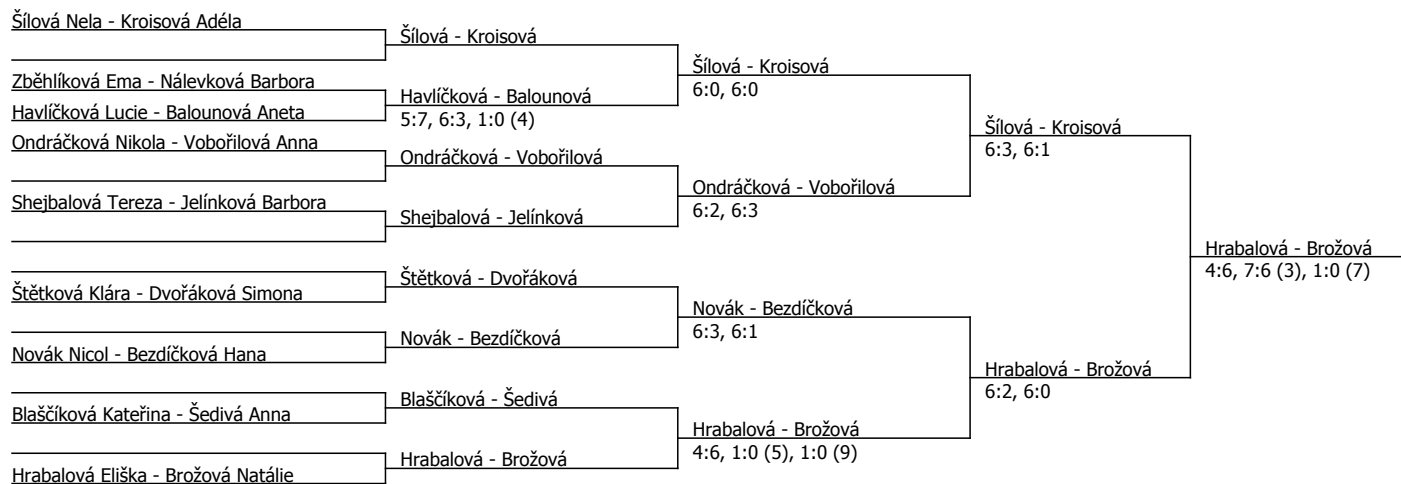 Šílová Nela - Kroisová Adéla
Zběhlíková Ema - Nálevková Barbora
Havlíčková Lucie - Balounová Aneta
Ondráčková Nikola - Vobořilová Anna
Shejbalová Tereza - Jelínková Barbora
Štětková Klára - Dvořáková Simona
Novák Nicol - Bezdíčková Hana
Blaščíková Kateřina - Šedivá Anna
Hrabalová Eliška - Brožová Natálie
Šílová - Kroisová
Havlíčková - Balounová
5:7, 6:3, 1:0 (4)
Ondráčková - Vobořilová
Shejbalová - Jelínková
Štětková - Dvořáková
Novák - Bezdíčková
Blaščíková - Šedivá
Hrabalová - Brožová
Šílová - Kroisová
6:0, 6:0
Ondráčková - Vobořilová
6:2, 6:3
Novák - Bezdíčková
6:3, 6:1
Hrabalová - Brožová
4:6, 1:0 (5), 1:0 (9)
Šílová - Kroisová
6:3, 6:1
Hrabalová - Brožová
6:2, 6:0
Hrabalová - Brožová
4:6, 7:6 (3), 1:0 (7)